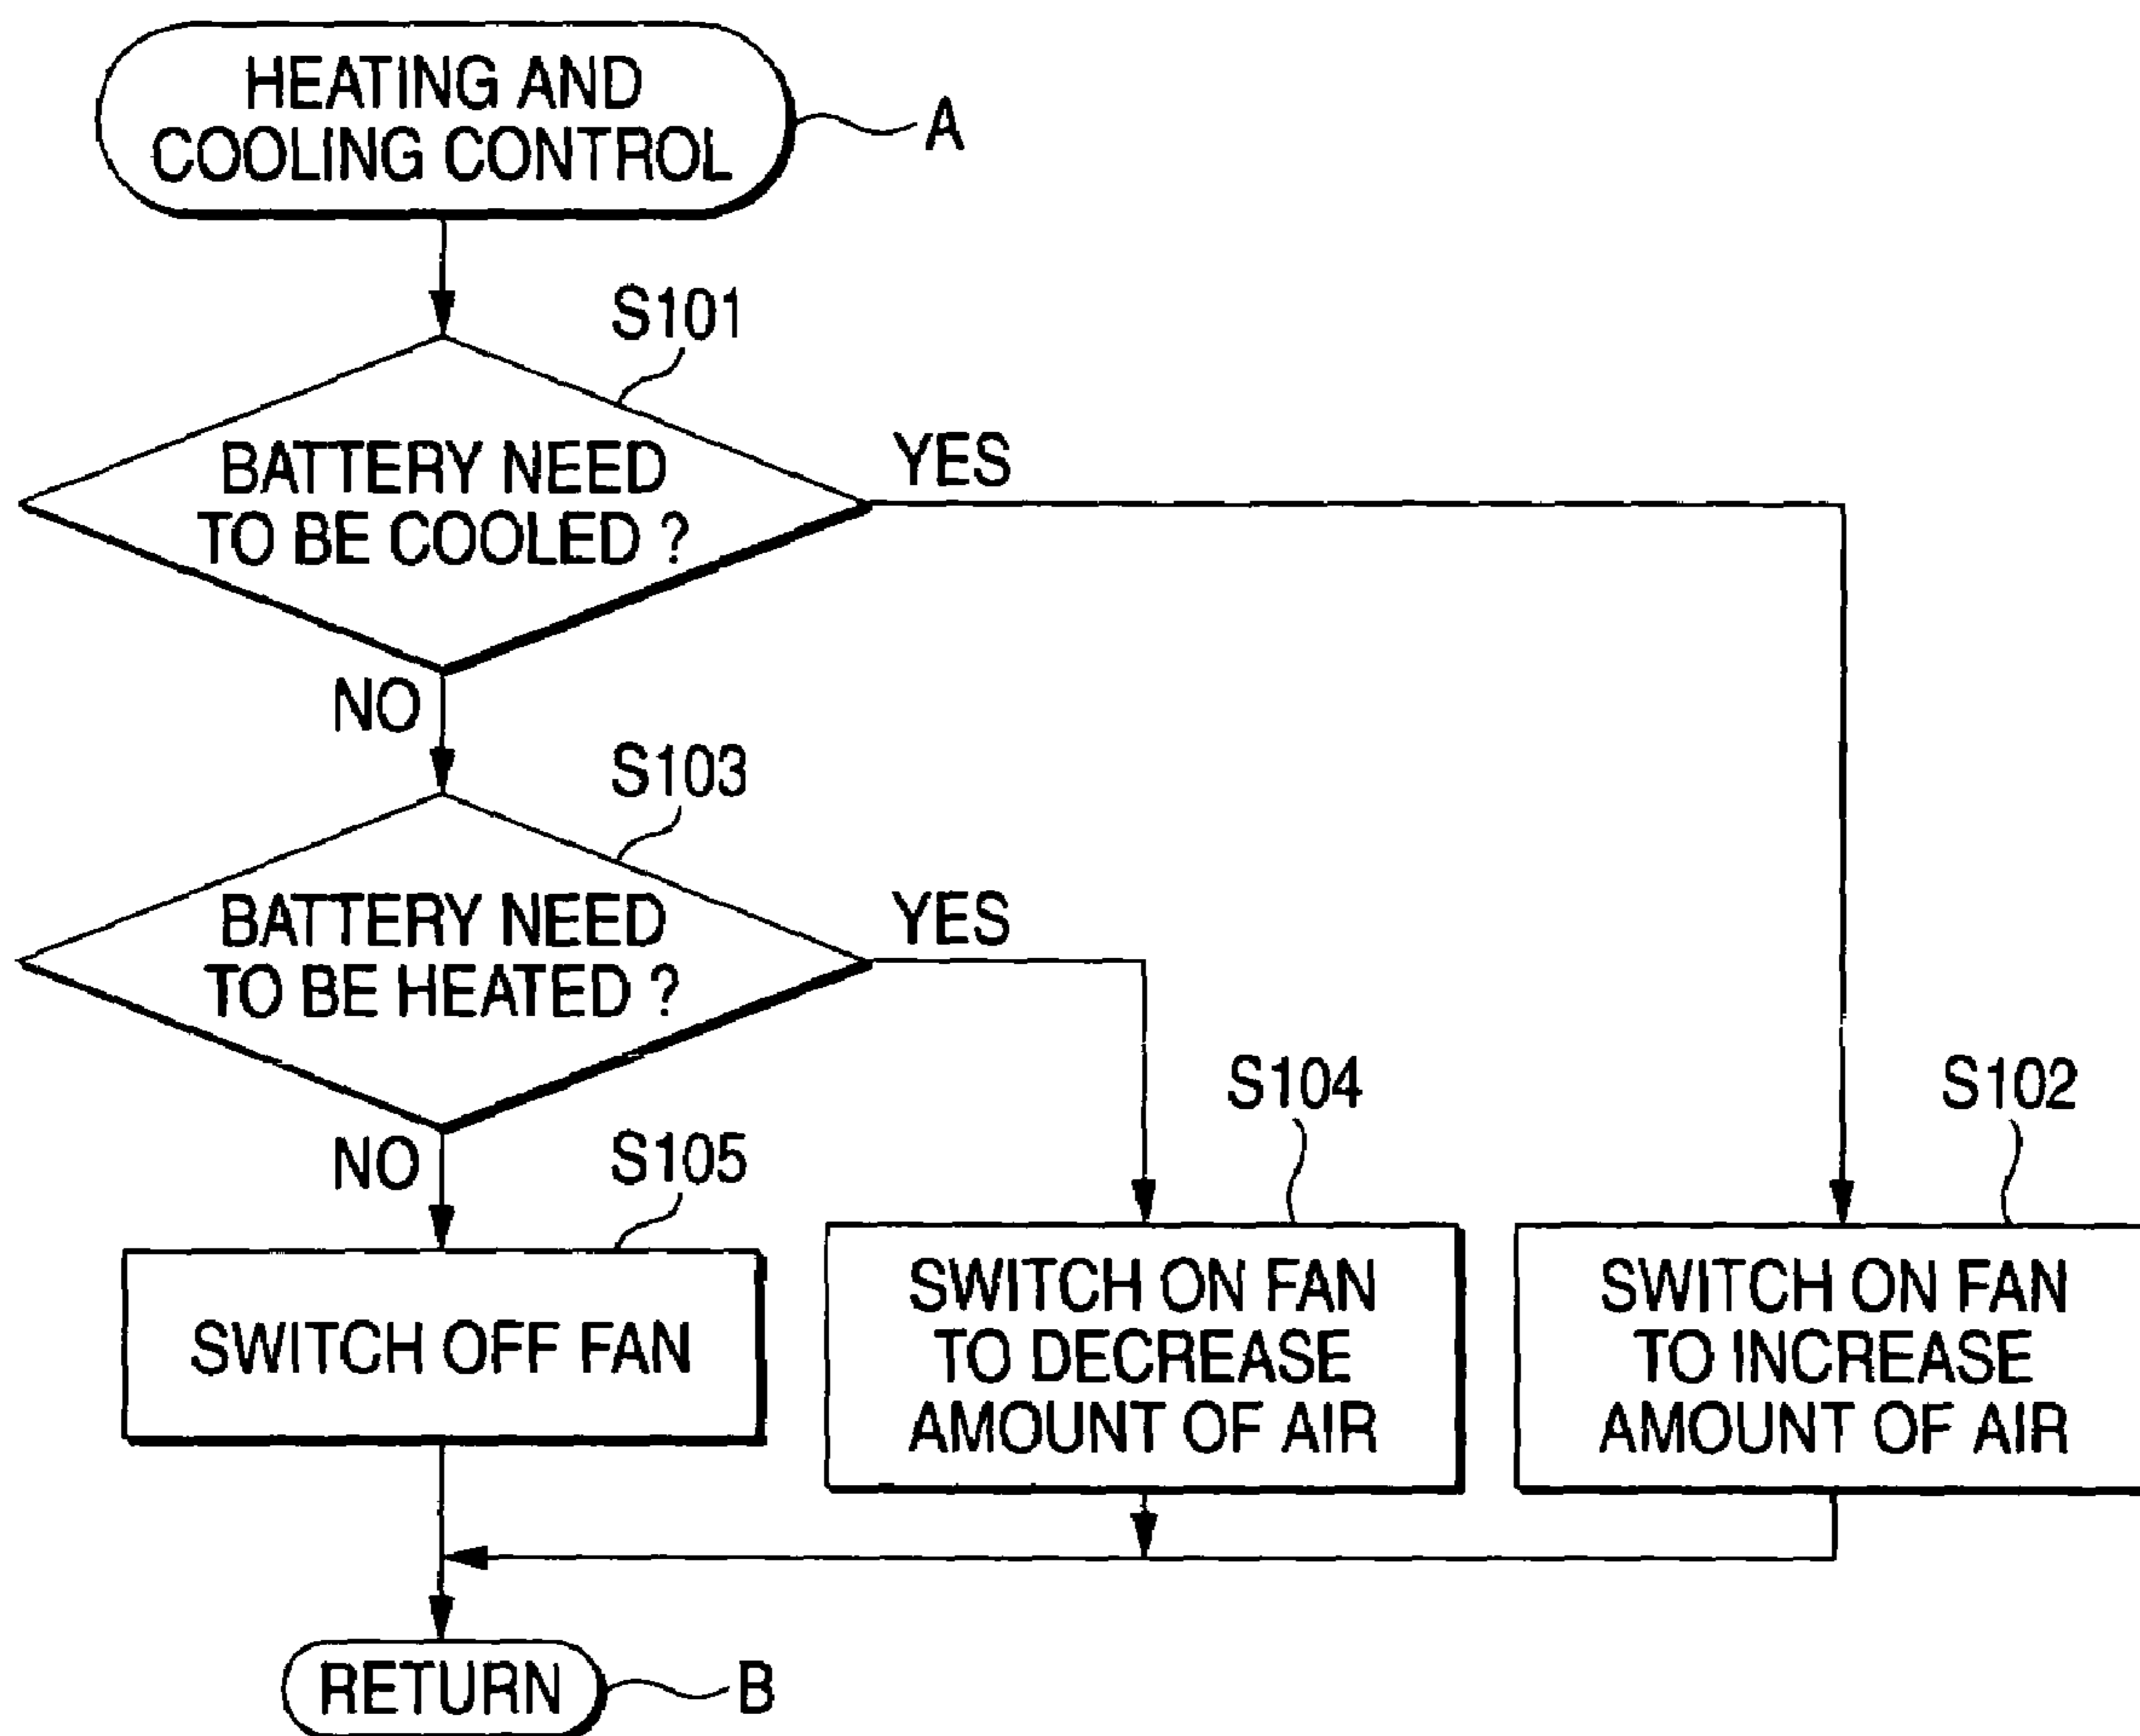 HEATING AND
COOLING CONTROL
A
S101
BATTERY NEED
TO BE COOLED ?
YES
NO
S103
BATTERY NEED
TO BE HEATED ?
YES
NO
S105
SWITCH OFF FAN
S104
SWITCH ON FAN
TO DECREASE
AMOUNT OF AIR
S102
SWITCH ON FAN
TO INCREASE
AMOUNT OF AIR
RETURN
B